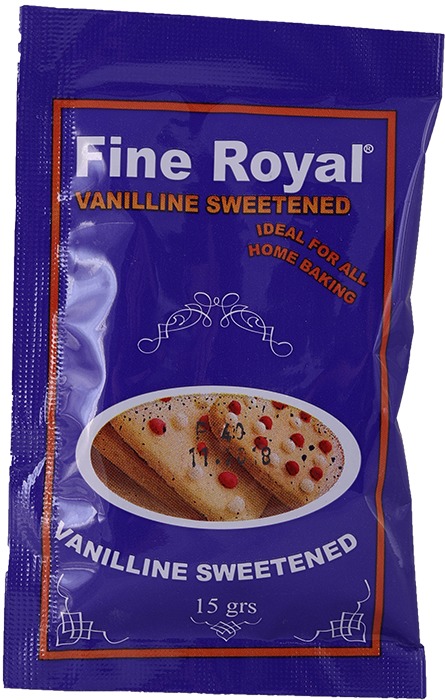 Fine Royal®
VANILLINE SWEETENED
IDEAL FOR ALL
HOME BAKING
VANILLINE SWEETENED
15 grs